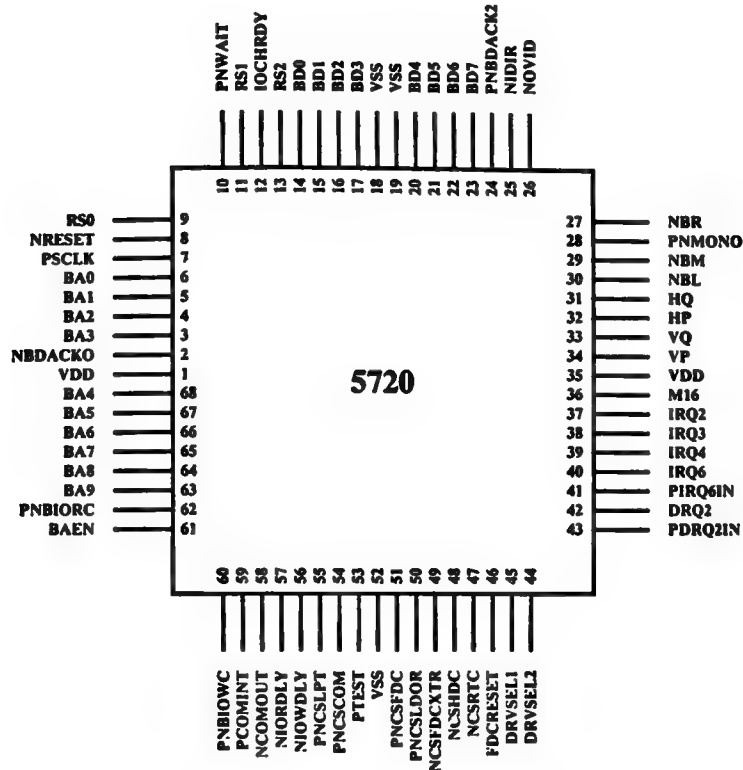 PNWAIT
RS1
IOCHRDY
RS2
BD0
BD1
BD2
BD3
VSS
VSS
BD4
BD5
BD6
BD7
PNBDACK2
NIDIR
NOVID
10
11
12
13
14
15
16
17
18
19
20
21
22
23
24
25
26
RS0 9
NRESET 8
PSCLK 7
BA0 6
BA1 5
BA2 4
BA3 3
NBDACKO 2
VDD 1
BA4 68
BA5 67
BA6 66
BA7 65
BA8 64
BA9 63
PNBIORC 62
BAEN 61
5720
27 NBR
28 PNMONO
29 NBM
30 NBL
31 HQ
32 HP
33 VQ
34 VP
35 VDD
36 M16
37 IRQ2
38 IRQ3
39 IRQ4
40 IRQ6
41 PIRQ6IN
42 DRQ2
43 PDRQ2IN
60
59
58
57
56
55
54
53
52
51
50
49
48
47
46
45
44
PNBIOWC
PCOMINT
NCOMOUT
NIORDLY
NIOWDLY
PNCSLPT
PNCSCOM
PTEST
VSS
PNCSFDC
PNCSLDOR
NCSFDCXTR
NCSHDC
NCSRTC
FDCRESET
DRVSEL1
DRVSEL2